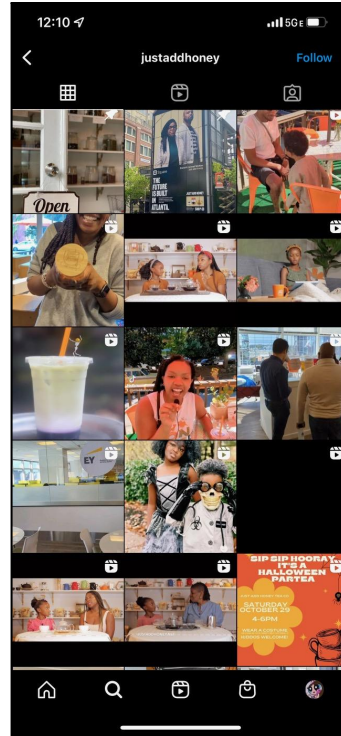 12:10
5G E
justaddhoney
Follow
Open
THE
FUTURE
IS BUILT
IN
ATLANTA.
EY
SIP SIP HOORAY,
IT'S A
HALLOWEEN
PARTEA
SATURDAY
OCTOBER 29
4-6PM
WEAR A COSTUME